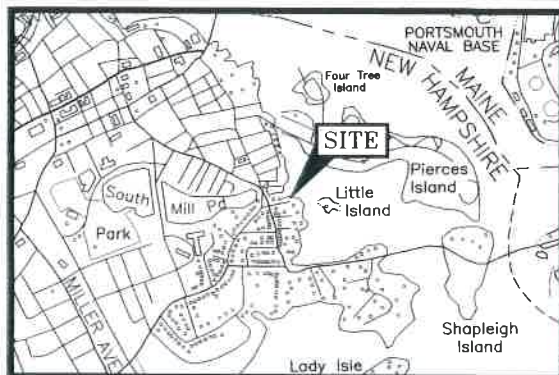 PORTSMOUTH
NAVAL BASE
MAINE
NEW HAMPSHIRE
Four Tree
Island
SITE
Pierces
Island
Little
Island
South
Mill Pd
Park
MILLER AVE
Shapleigh
Island
Lady Isle